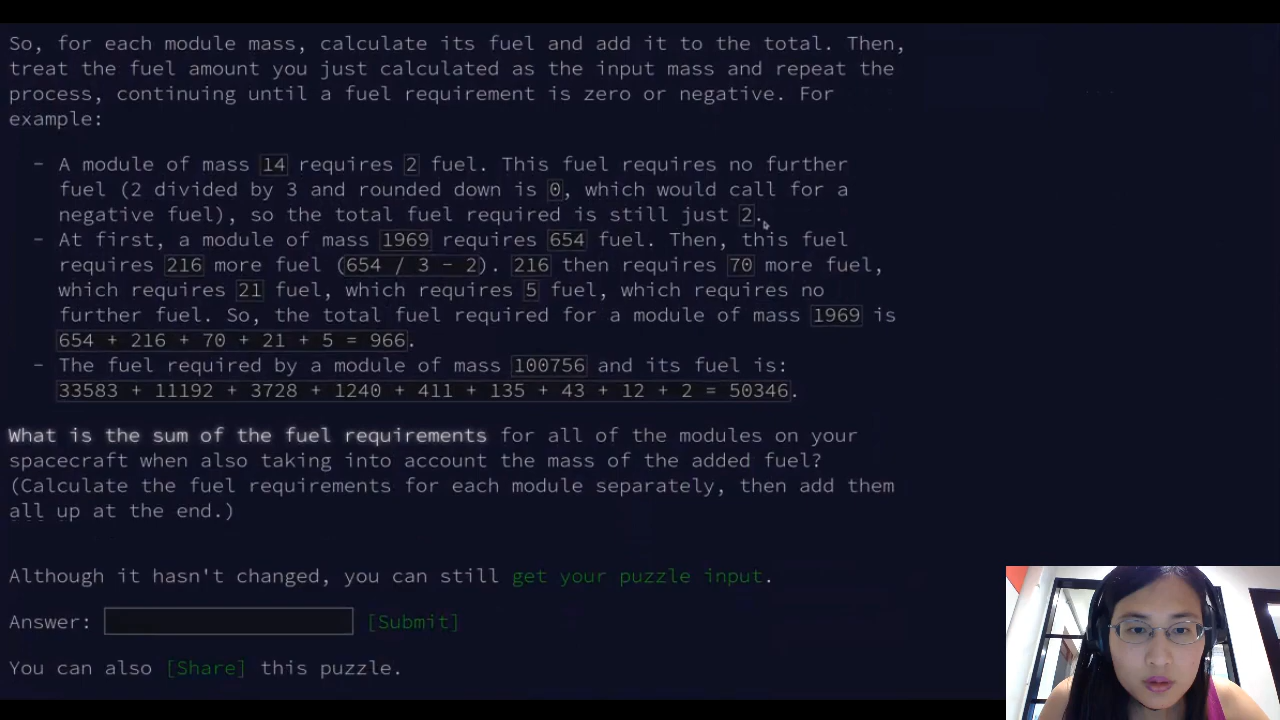 So, for each module mass, calculate its fuel and add it to the total. Then,
treat the fuel amount you just calculated as the input mass and repeat the
process, continuing until a fuel requirement is zero or negative. For
example:
- A module of mass 14 requires 2 fuel. This fuel requires no further
fuel (2 divided by 3 and rounded down is 0, which would call for a
negative fuel), so the total fuel required is still just 2.
- At first, a module of mass 1969 requires 654 fuel. Then, this fuel
requires 216 more fuel (654 / 3 - 2). 216 then requires 70 more fuel,
which requires 21 fuel, which requires 5 fuel, which requires no
further fuel. So, the total fuel required for a module of mass 1969 is
654 + 216 + 70 + 21 + 5 = 966.
- The fuel required by a module of mass 100756 and its fuel is:
33583 + 11192 + 3728 + 1240 + 411 + 135 + 43 + 12 + 2 = 50346.
What is the sum of the fuel requirements for all of the modules on your
spacecraft when also taking into account the mass of the added fuel?
(Calculate the fuel requirements for each module separately, then add them
all up at the end.)
Although it hasn't changed, you can still get your puzzle input.
Answer: [Submit]
You can also [Share] this puzzle.